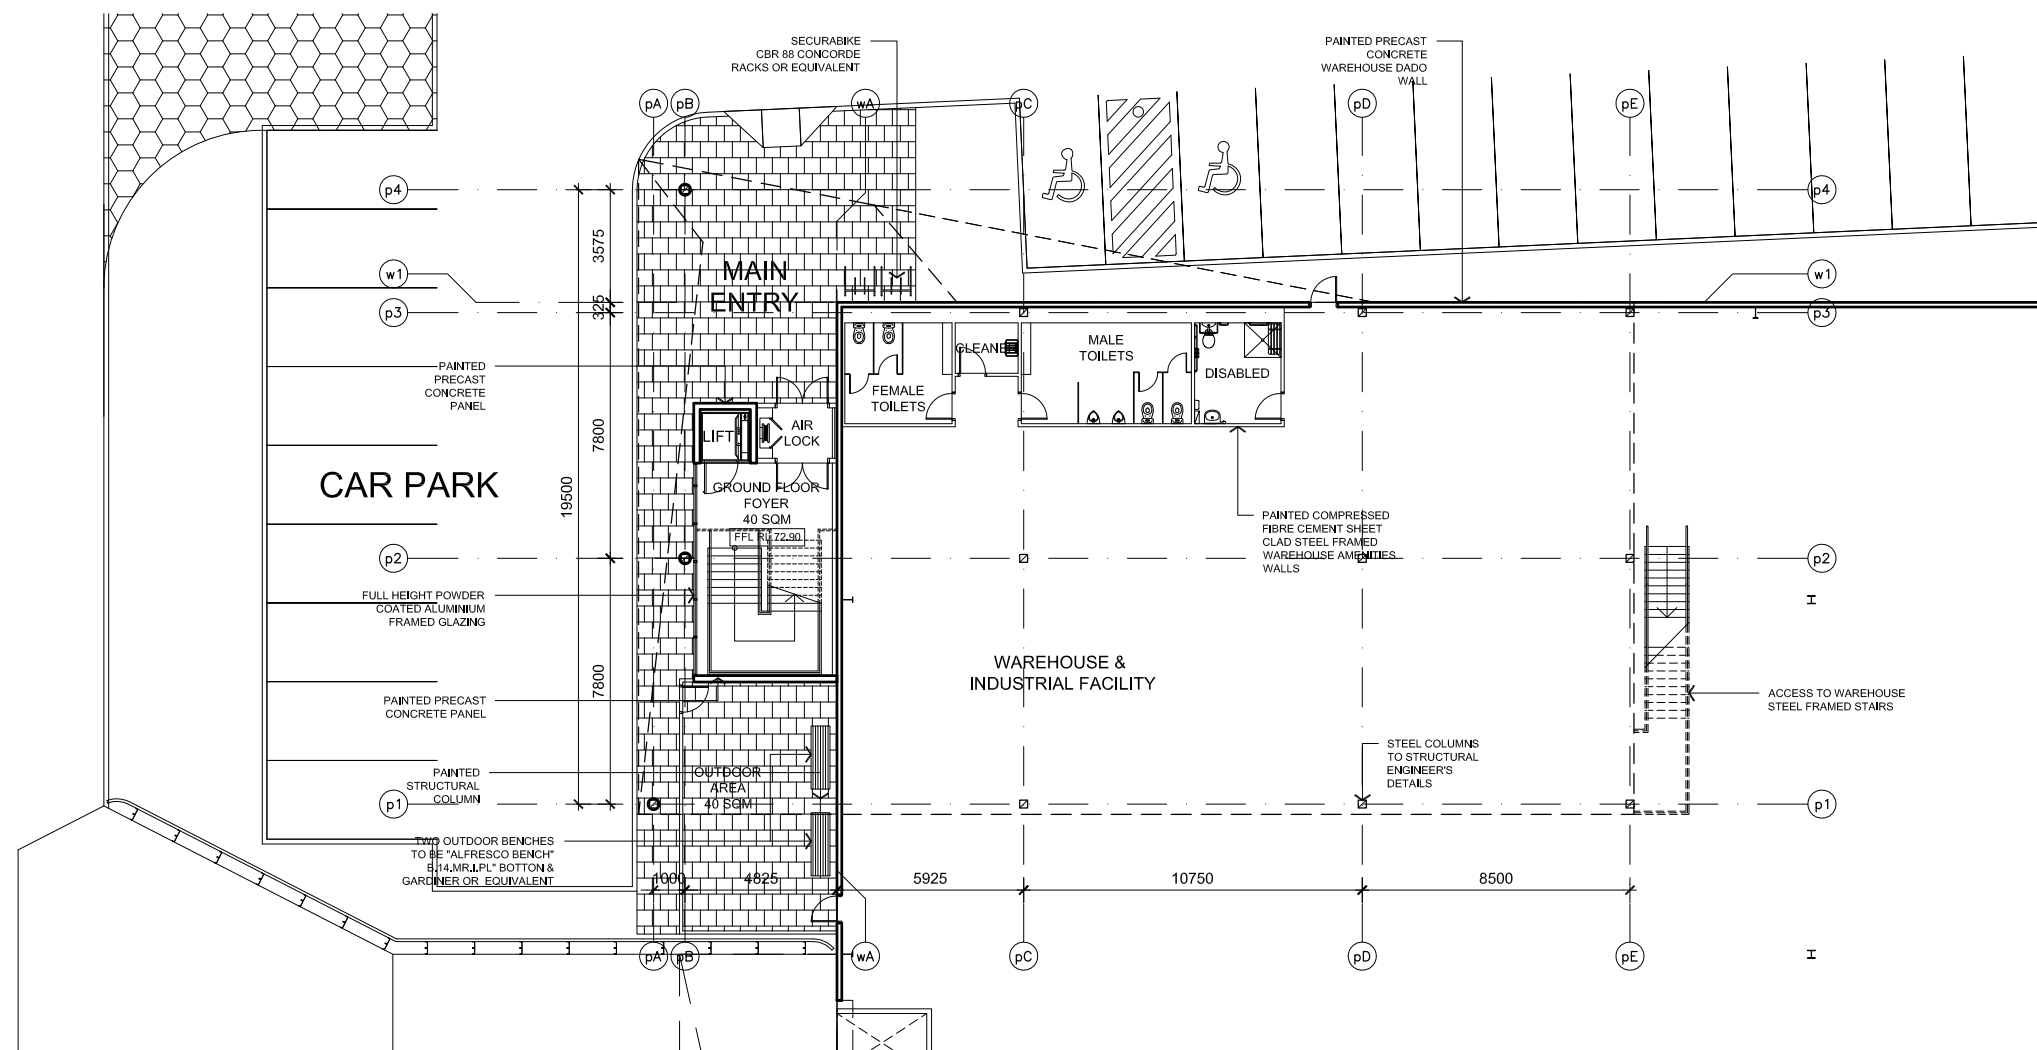 SECURABIKE
CBR 88 CONCORDE
RACKS OR EQUIVALENT
PAINTED PRECAST
CONCRETE
WAREHOUSE DADO
WALL
pA
pB
wA
pC
pD
pE
p4
p4
3575
w1
MAIN
ENTRY
w1
325
p3
p3
PAINTED
PRECAST
CONCRETE
PANEL
CLEANER
MALE
TOILETS
DISABLED
FEMALE
TOILETS
7800
LIFT
AIR
LOCK
CAR PARK
19500
GROUND FLOOR
FOYER
40 SQM
FFL RL 72.90
PAINTED COMPRESSED
FIBRE CEMENT SHEET
CLAD STEEL FRAMED
WAREHOUSE AMENITIES
WALLS
p2
p2
FULL HEIGHT POWDER
COATED ALUMINIUM
FRAMED GLAZING
7800
WAREHOUSE &
INDUSTRIAL FACILITY
PAINTED PRECAST
CONCRETE PANEL
ACCESS TO WAREHOUSE
STEEL FRAMED STAIRS
STEEL COLUMNS
TO STRUCTURAL
ENGINEER'S
DETAILS
PAINTED
STRUCTURAL
COLUMN
OUTDOOR
AREA
40 SQM
p1
p1
TWO OUTDOOR BENCHES
TO BE "ALFRESCO BENCH"
B.14.MR.I.PL" BOTTON &
GARDINER OR EQUIVALENT
1000
4825
5925
10750
8500
pA
pB
wA
pC
pD
pE